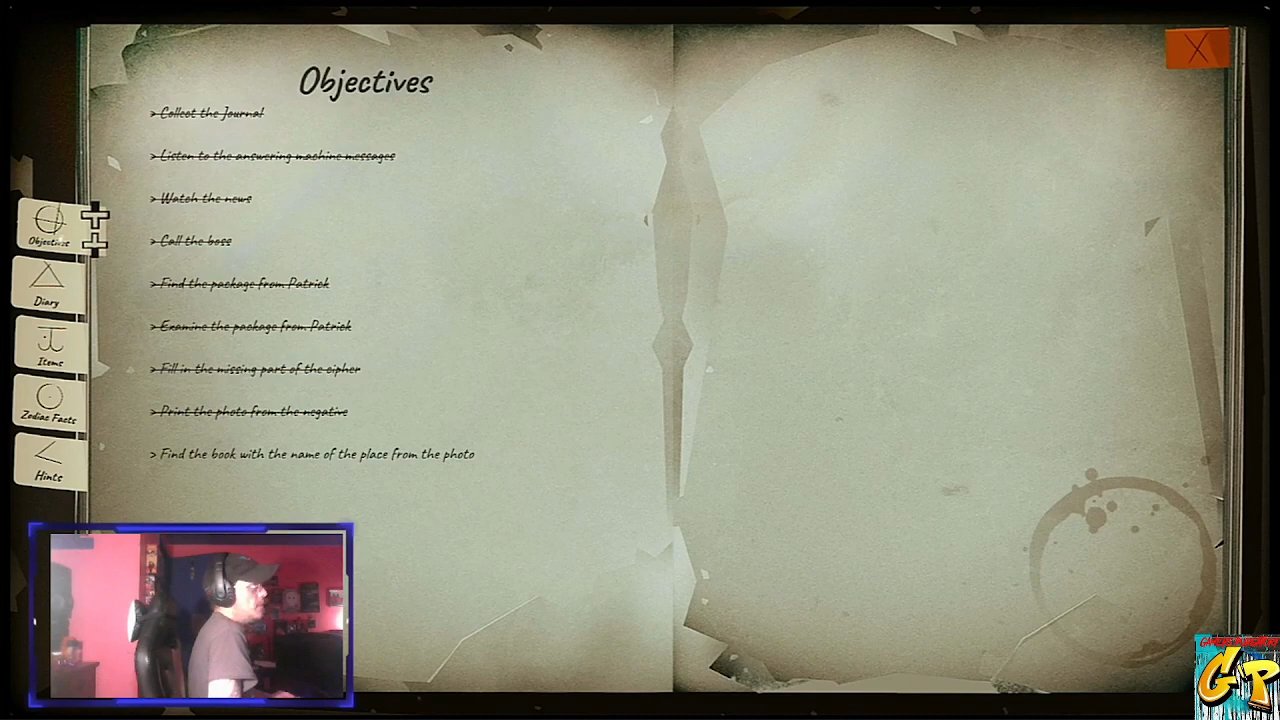 Objectives
> Collect the Journal
> Listen to the answering machine messages
> Watch the news
> Call the boss
> Find the package from Patrick
> Examine the package from Patrick
> Fill in the missing part of the cipher
> Print the photo from the negative
> Find the book with the name of the place from the photo
Objectives
Diary
Items
Zodiac Facts
Hints
X
GP